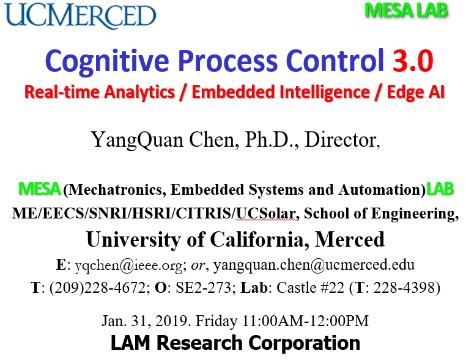 UCMERCED
MESA LAB
Cognitive Process Control 3.0
Real-time Analytics / Embedded Intelligence / Edge AI
YangQuan Chen, Ph.D., Director,
MESA (Mechatronics, Embedded Systems and Automation)LAB
ME/EECS/SNRI/HSRI/CITRIS/UCSolar, School of Engineering,
University of California, Merced
E: yqchen@ieee.org; or, yangquan.chen@ucmerced.edu
T: (209)228-4672; O: SE2-273; Lab: Castle #22 (T: 228-4398)
Jan. 31, 2019. Friday 11:00AM-12:00PM
LAM Research Corporation